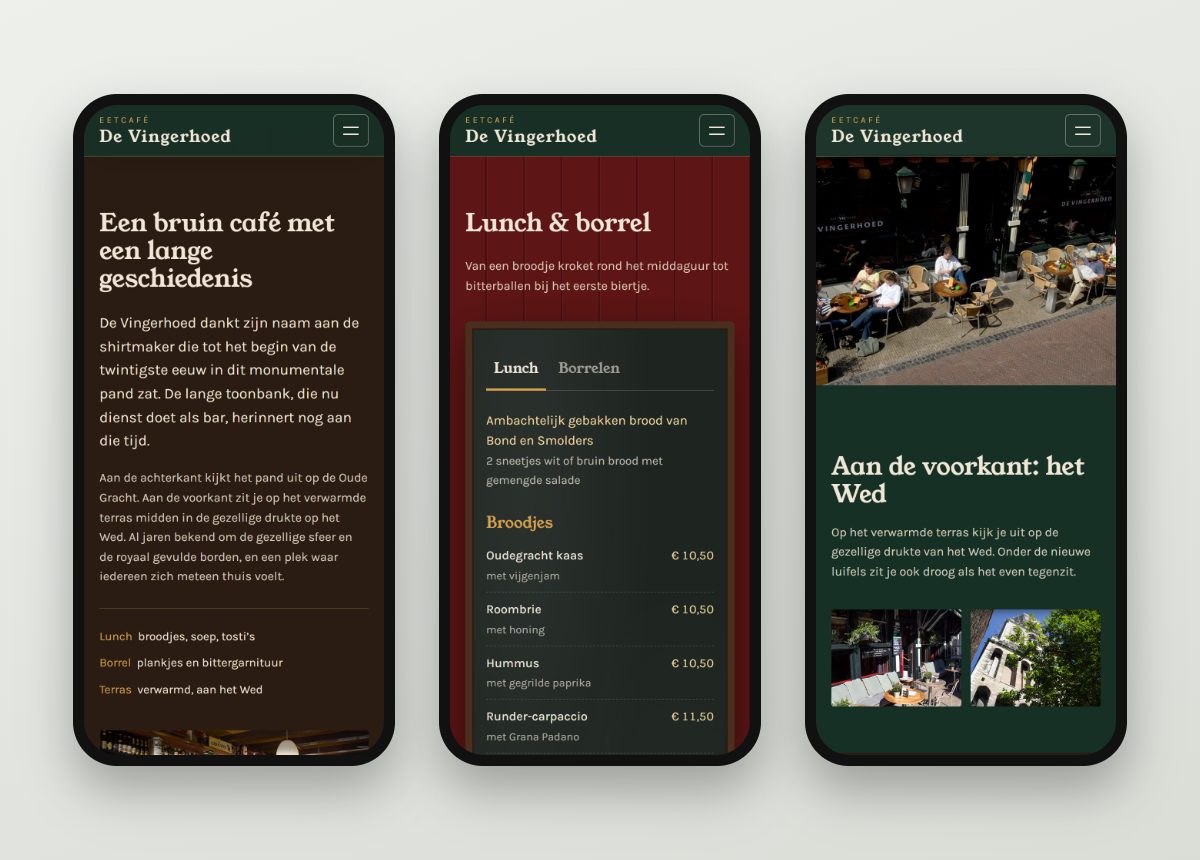 EETCAFÉ
De Vingerhoed
Een bruin café met
een lange
geschiedenis
De Vingerhoed dankt zijn naam aan de
shirtmaker die tot het begin van de
twintigste eeuw in dit monumentale
pand zat. De lange toonbank, die nu
dienst doet als bar, herinnert nog aan
die tijd.
Aan de achterkant kijkt het pand uit op de Oude
Gracht. Aan de voorkant zit je op het verwarmde
terras midden in de gezellige drukte op het
Wed. Al jaren bekend om de gezellige sfeer en
de royaal gevulde borden, en een plek waar
iedereen zich meteen thuis voelt.
Lunch broodjes, soep, tosti's
Borrel plankjes en bittergarnituur
Terras verwarmd, aan het Wed
EETCAFÉ
De Vingerhoed
Lunch & borrel
Van een broodje kroket rond het middaguur tot
bitterballen bij het eerste biertje.
Lunch Borrelen
Ambachtelijk gebakken brood van
Bond en Smolders
2 sneetjes wit of bruin brood met
gemengde salade
Broodjes
Oudegracht kaas € 10,50
met vijgenjam
Roombrie € 10,50
met honing
Hummus € 10,50
met gegrilde paprika
Runder-carpaccio € 11,50
met Grana Padano
EETCAFÉ
De Vingerhoed
VINGERHOED
DE VINGERHOED
Aan de voorkant: het
Wed
Op het verwarmde terras kijk je uit op de
gezellige drukte van het Wed. Onder de nieuwe
luifels zit je ook droog als het even tegenzit.